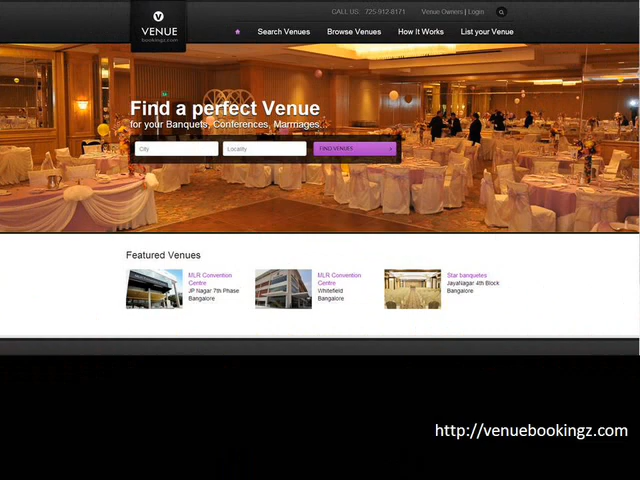 CALL US: 725-912-8171 Venue Owners | Login
VENUE
bookingz.com
Search Venues Browse Venues How It Works List your Venue
Find a perfect Venue
for your Banquets, Conferences, Marriages...
City Locality FIND VENUES >
Featured Venues
MLR Convention
Centre
JP Nagar 7th Phase
Bangalore
MLR Convention
Centre
Whitefield
Bangalore
Star banquetes
JayaNagar 4th Block
Bangalore
http://venuebookingz.com